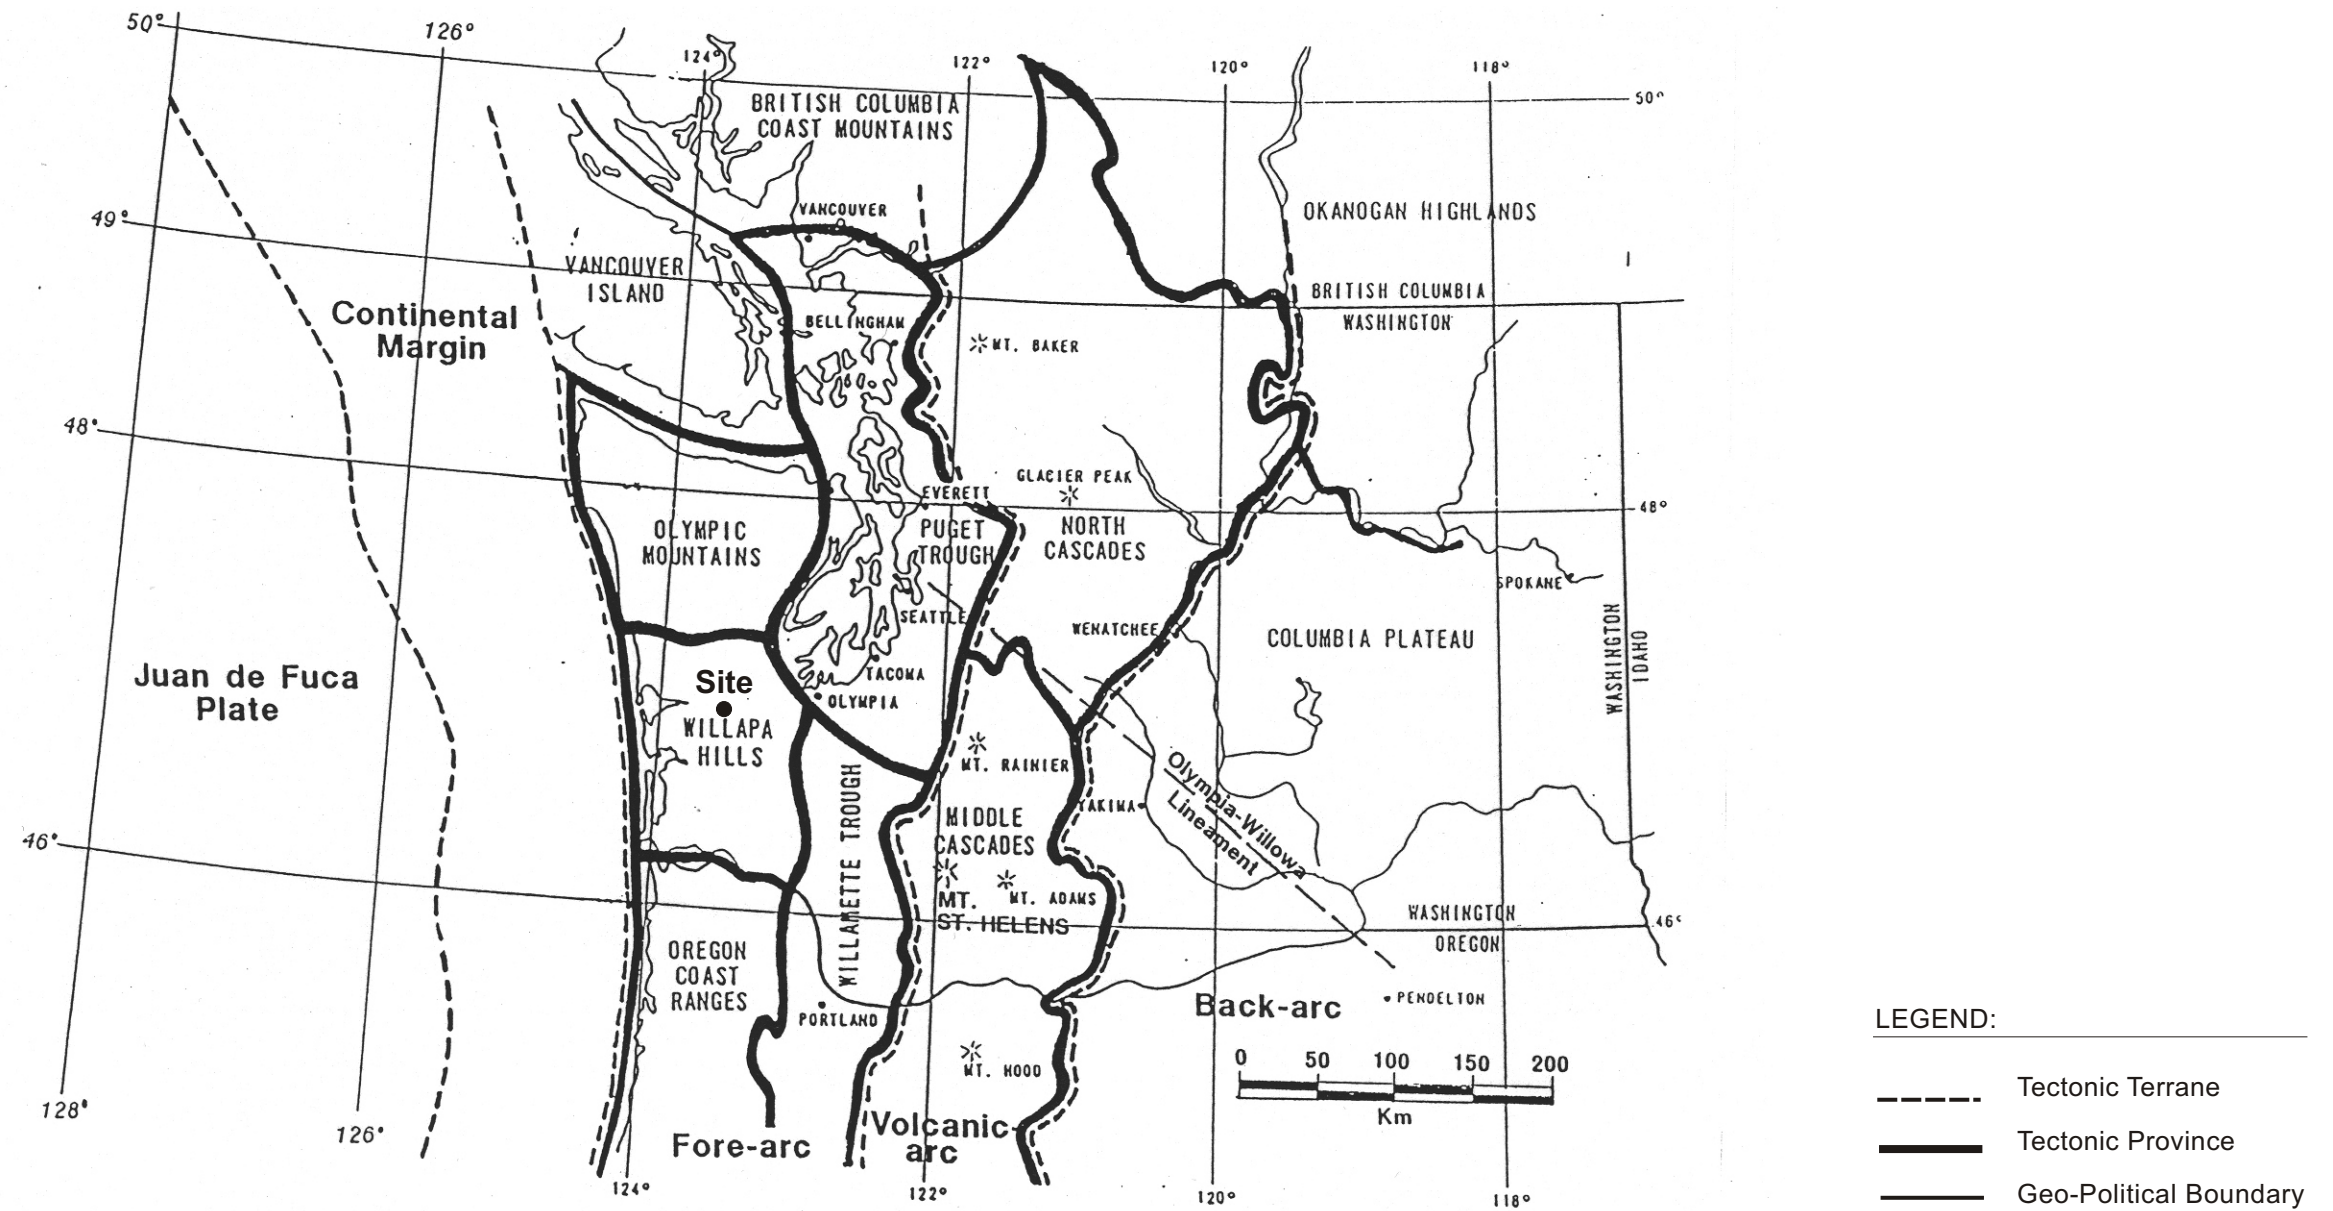 50°
126°
124°
122°
120°
118°
50°
BRITISH COLUMBIA
COAST MOUNTAINS
49°
VANCOUVER
OKANOGAN HIGHLANDS
VANCOUVER
ISLAND
Continental
Margin
BRITISH COLUMBIA
WASHINGTON
BELLINGHAM
MT. BAKER
48°
GLACIER PEAK
EVERETT
48°
OLYMPIC
MOUNTAINS
PUGET
TROUGH
NORTH
CASCADES
SPOKANE
SEATTLE
WENATCHEE
COLUMBIA PLATEAU
WASHINGTON
IDAHO
Juan de Fuca
Plate
Site
TACOMA
OLYMPIA
WILLAPA
HILLS
MT. RAINIER
Olympia-Willowa
Lineament
YAKIMA
WILLAMETTE TROUGH
MIDDLE
CASCADES
46°
MT.
ST. HELENS
MT. ADAMS
WASHINGTON
OREGON
46°
OREGON
COAST
RANGES
PORTLAND
Back-arc
PENDELTON
MT. HOOD
0 50 100 150 200
Km
128°
126°
Fore-arc
Volcanic-
arc
124°
122°
120°
118°
LEGEND:
Tectonic Terrane
Tectonic Province
Geo-Political Boundary